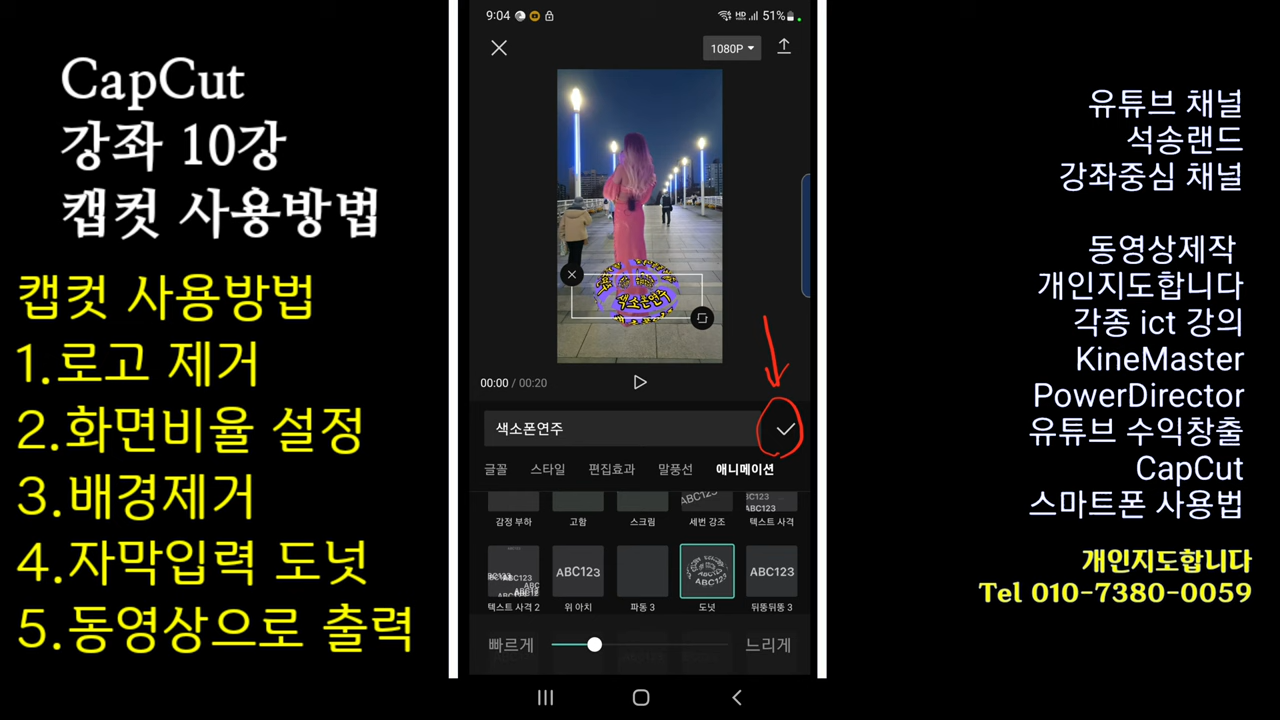 CapCut
강좌 10강
캡컷 사용방법
캡컷 사용방법
1.로고 제거
2.화면비율 설정
3.배경제거
4.자막입력 도넛
5.동영상으로 출력
9:04
51%
1080P
색소폰연주
00:00 / 00:20
색소폰연주
글꼴 스타일 편집효과 말풍선 애니메이션
ABC123 ABC123
ABC123
감정 부하 고함 스크림 세번 강조 텍스트 사격
ABC123 ABC123 ABC123 ABC123
텍스트 사격 2 위 아치 파동 3 도넛 뒤뚱뒤뚱 3
빠르게 느리게
유튜브 채널
석송랜드
강좌중심 채널
동영상제작
개인지도합니다
각종 ict 강의
KineMaster
PowerDirector
유튜브 수익창출
CapCut
스마트폰 사용법
개인지도합니다
Tel 010-7380-0059